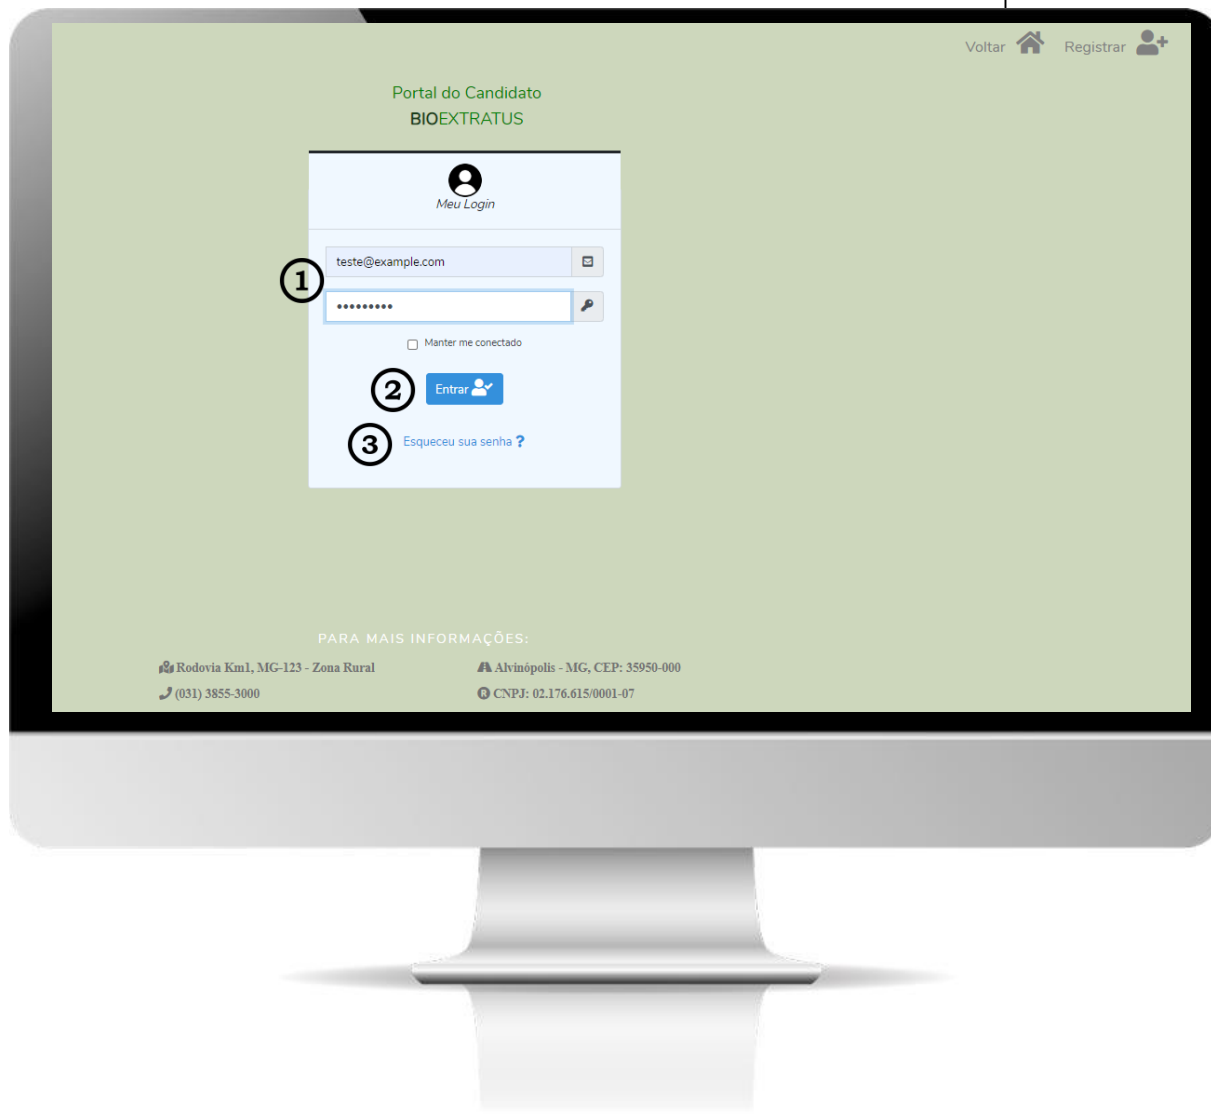 Voltar Registrar
Portal do Candidato
BIOEXTRATUS
Meu Login
1
teste@example.com
•••••••••
Manter me conectado
2
Entrar
3
Esqueceu sua senha ?
PARA MAIS INFORMAÇÕES:
Rodovia Km1, MG-123 - Zona Rural
Alvinópolis - MG, CEP: 35950-000
(031) 3855-3000
® CNPJ: 02.176.615/0001-07